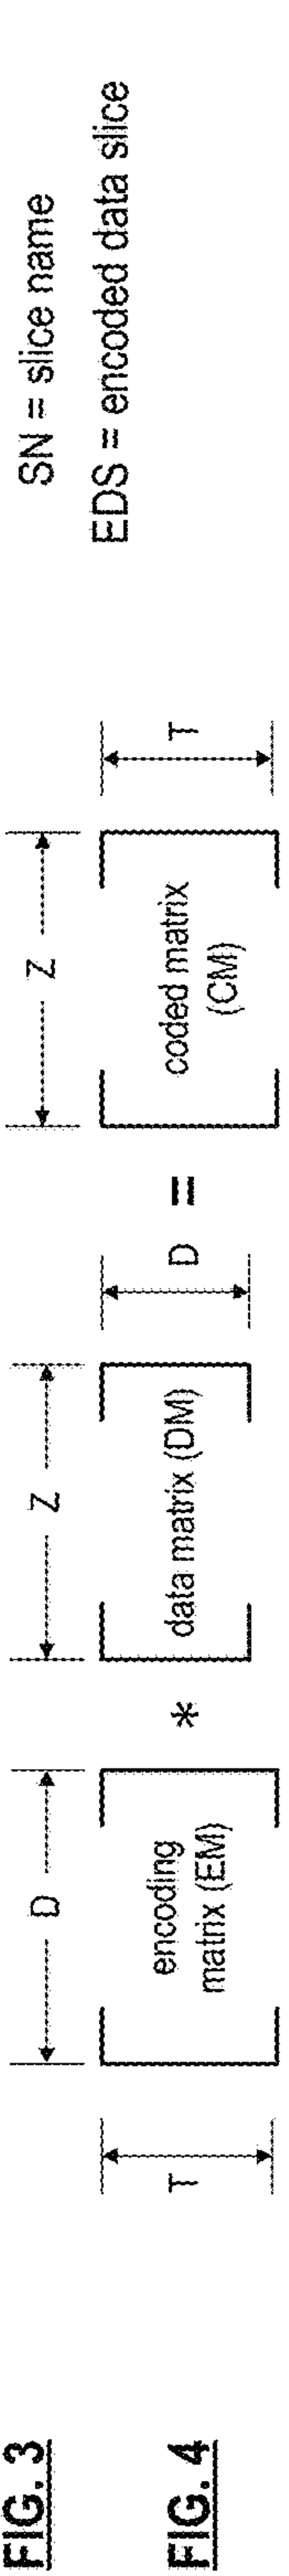 FIG. 3
SN = slice name
EDS = encoded data slice
FIG. 4
T
D
encoding
matrix (EM)
*
Z
data matrix (DM)
D
=
Z
coded matrix
(CM)
T